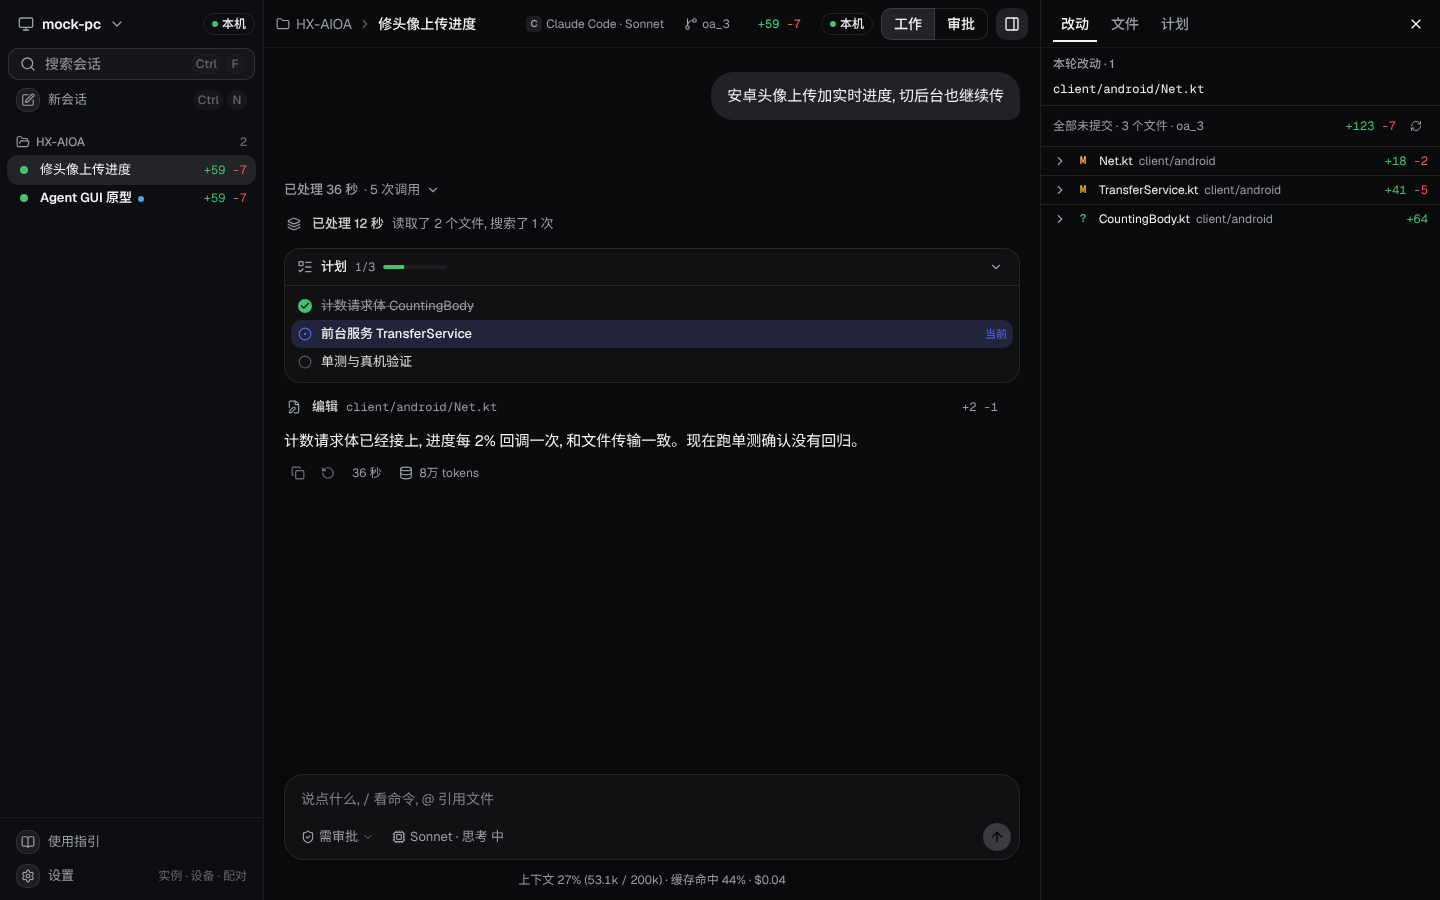 mock-pc
本机
搜索会话 Ctrl F
新会话 Ctrl N
HX-AIOA 2
修头像上传进度 +59 -7
Agent GUI 原型 +59 -7
使用指引
设置 实例 · 设备 · 配对
HX-AIOA 修头像上传进度 C Claude Code · Sonnet oa_3 +59 -7 本机 工作 审批
安卓头像上传加实时进度, 切后台也继续传
已处理 36 秒 · 5 次调用
已处理 12 秒 读取了 2 个文件, 搜索了 1 次
计划 1/3
计数请求体 CountingBody
前台服务 TransferService 当前
单测与真机验证
编辑 client/android/Net.kt +2 -1
计数请求体已经接上, 进度每 2% 回调一次, 和文件传输一致。现在跑单测确认没有回归。
36 秒 8万 tokens
说点什么, / 看命令, @ 引用文件
需审批 Sonnet · 思考 中
上下文 27% (53.1k / 200k) · 缓存命中 44% · $0.04
改动 文件 计划
本轮改动 · 1
client/android/Net.kt
全部未提交 · 3 个文件 · oa_3 +123 -7
M Net.kt client/android +18 -2
M TransferService.kt client/android +41 -5
? CountingBody.kt client/android +64